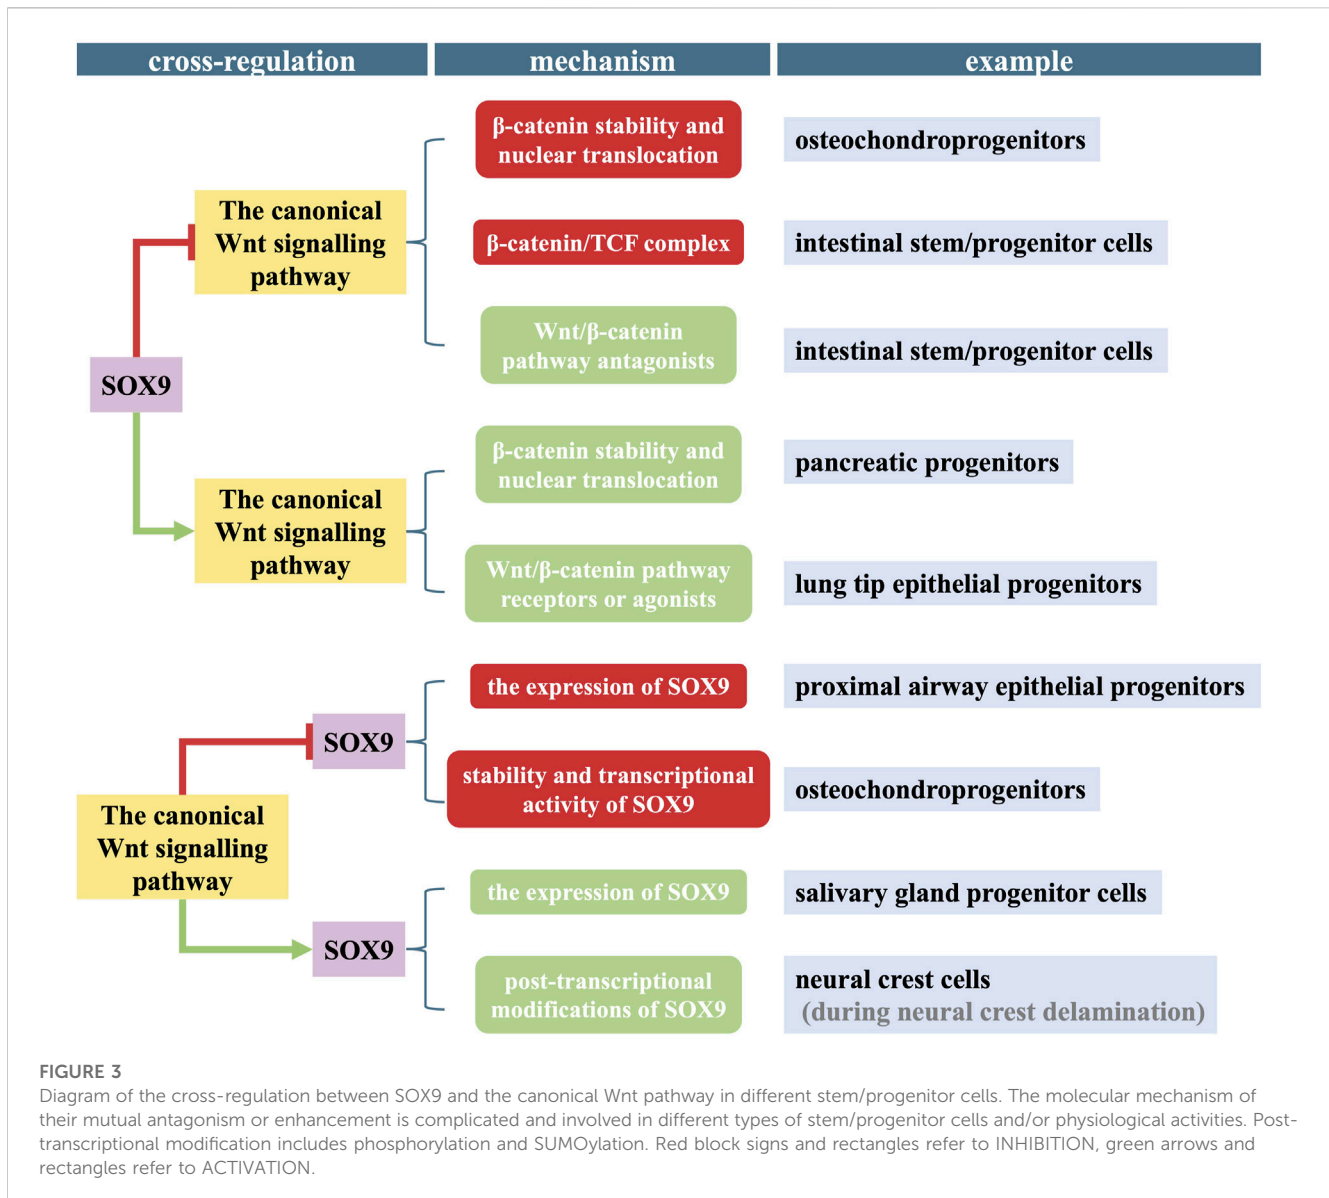 cross-regulation
mechanism
example
β-catenin stability and
nuclear translocation
osteochondroprogenitors
The canonical
Wnt signalling
pathway
β-catenin/TCF complex
intestinal stem/progenitor cells
Wnt/β-catenin
pathway antagonists
intestinal stem/progenitor cells
SOX9
β-catenin stability and
nuclear translocation
pancreatic progenitors
The canonical
Wnt signalling
pathway
Wnt/β-catenin pathway
receptors or agonists
lung tip epithelial progenitors
the expression of SOX9
proximal airway epithelial progenitors
SOX9
stability and transcriptional
activity of SOX9
osteochondroprogenitors
The canonical
Wnt signalling
pathway
the expression of SOX9
salivary gland progenitor cells
SOX9
post-transcriptional
modifications of SOX9
neural crest cells
(during neural crest delamination)
FIGURE 3
Diagram of the cross-regulation between SOX9 and the canonical Wnt pathway in different stem/progenitor cells. The molecular mechanism of
their mutual antagonism or enhancement is complicated and involved in different types of stem/progenitor cells and/or physiological activities. Post-
transcriptional modification includes phosphorylation and SUMOylation. Red block signs and rectangles refer to INHIBITION, green arrows and
rectangles refer to ACTIVATION.